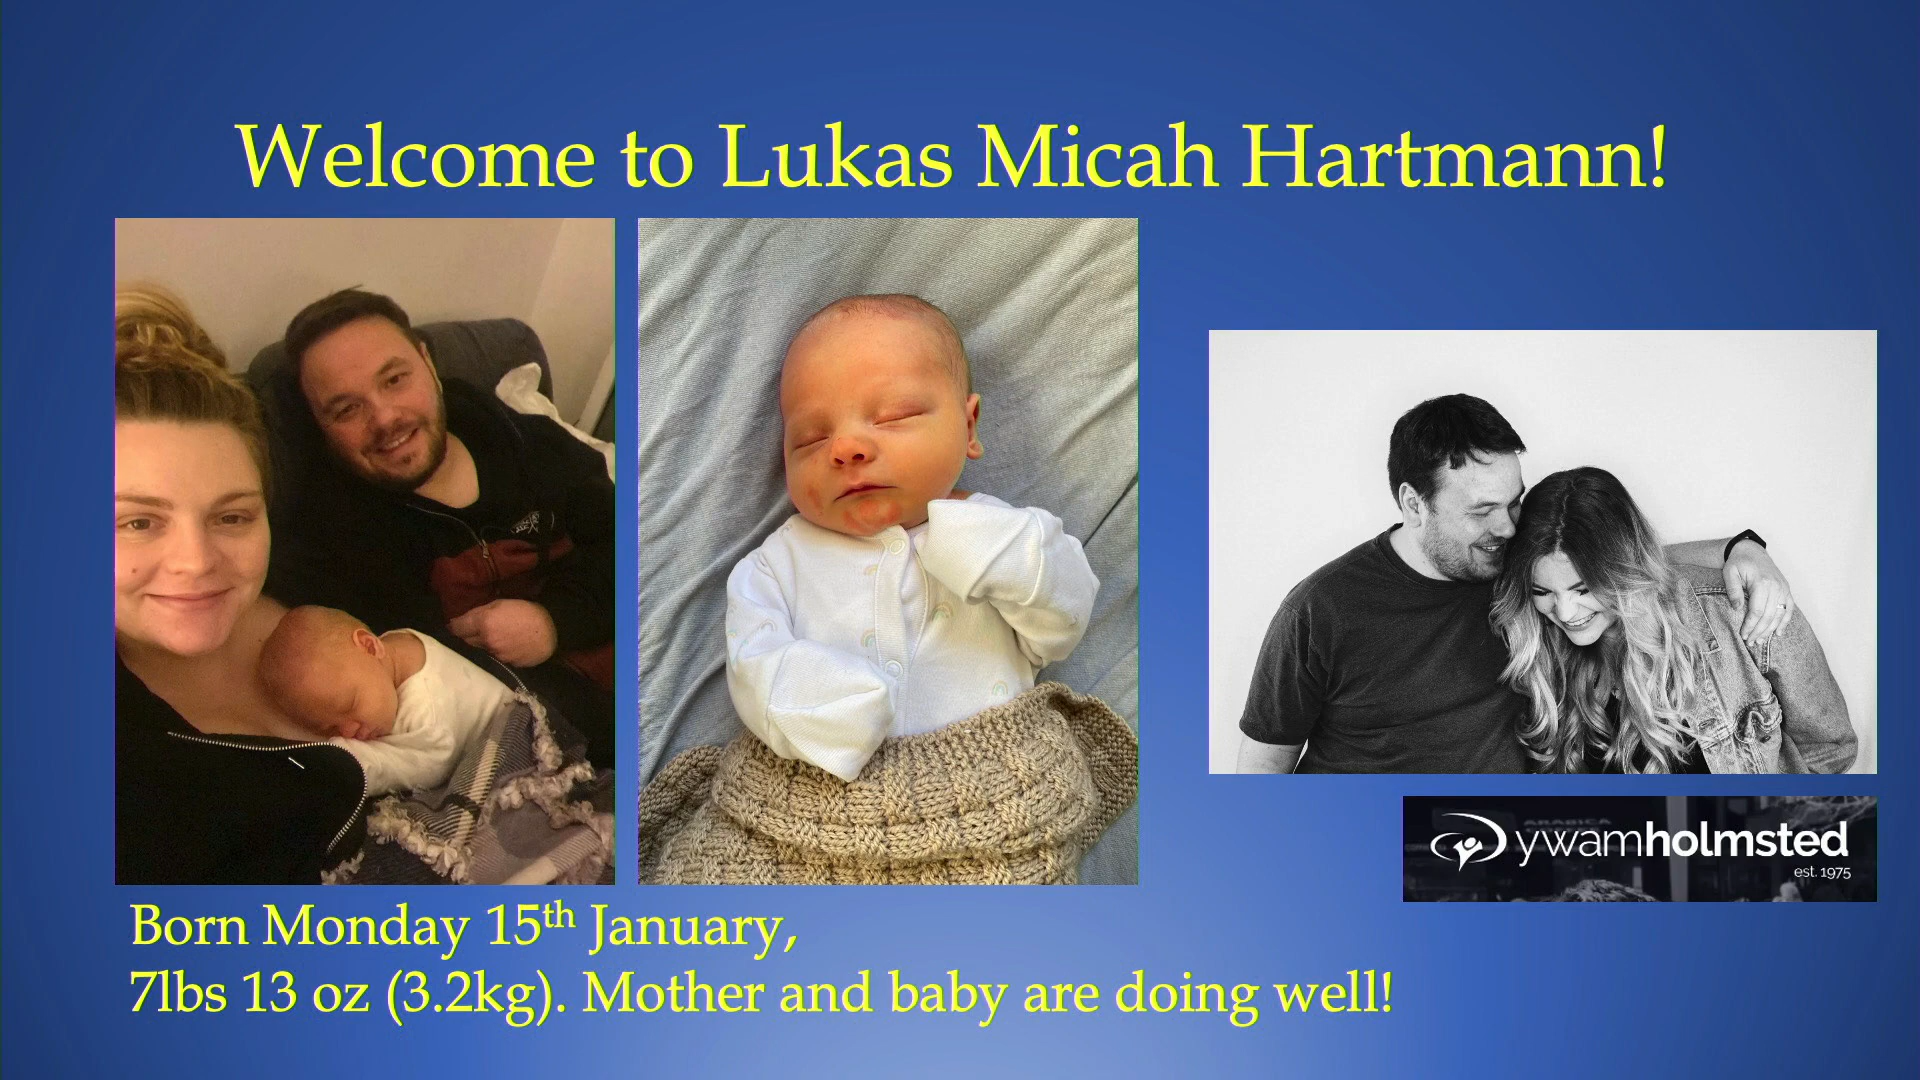 Welcome to Lukas Micah Hartmann!
ywamholmsted
est. 1975
Born Monday 15th January,
7lbs 13 oz (3.2kg). Mother and baby are doing well!